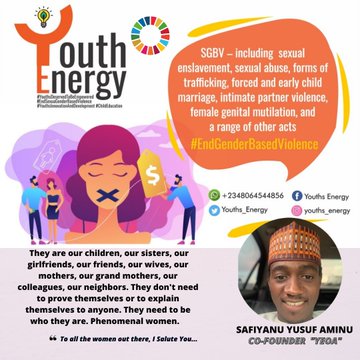 Youth
Energy
#YouthsDeservedToBeEmpowered
#EndSexualGenderBasedViolence
#YouthsInnovationAndDevelopment #ChildEducation
SGBV – including sexual
enslavement, sexual abuse, forms of
trafficking, forced and early child
marriage, intimate partner violence,
female genital mutilation, and
a range of other acts
#EndGenderBasedViolence
+2348064544856
Youths Energy
Youths_Energy
youths_energy
They are our children, our sisters, our
girlfriends, our friends, our wives, our
mothers, our grand mothers, our
colleagues, our neighbors. They don't need
to prove themselves or to explain
themselves to anyone. They need to be
who they are. Phenomenal women.
“ To all the women out there, I Salute You...
SAFIYANU YUSUF AMINU
CO-FOUNDER "YEOA"